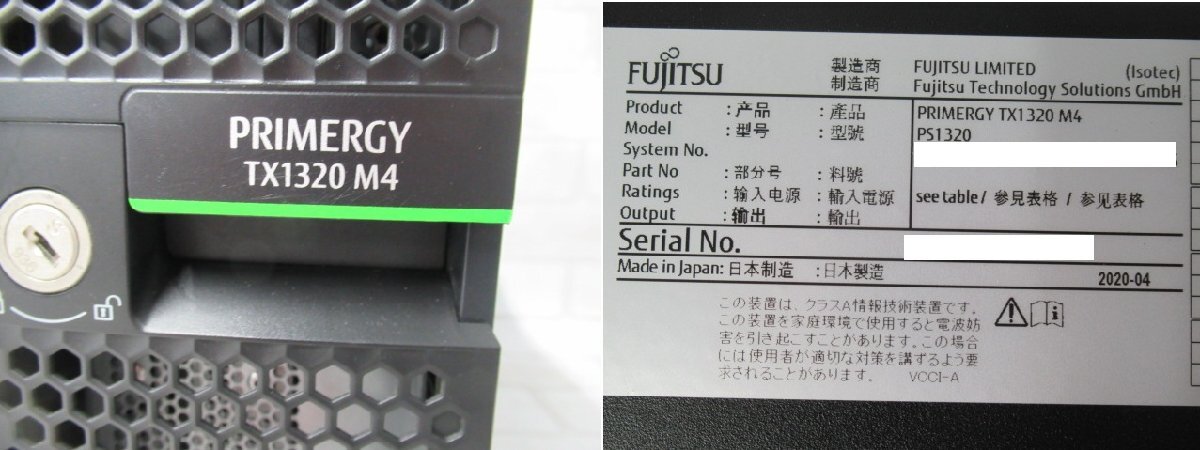 PRIMERGY
TX1320 M4
FUJITSU
製造商 FUJITSU LIMITED (Isotec)
制造商 Fujitsu Technology Solutions GmbH
Product : 产品 : 產品 PRIMERGY TX1320 M4
Model : 型号 : 型號 PS1320
System No.
Part No : 部分号 : 料號
Ratings : 输入电源 : 輸入電源 see table / 參見表格 / 参见表格
Output : 输出 : 輸出
Serial No.
Made in Japan: 日本制造 : 日本製造 2020-04
この装置は、クラスA情報技術装置です。
この装置を家庭環境で使用すると電波妨
害を引き起こすことがあります。この場合
には使用者が適切な対策を講ずるよう要
求されることがあります。 VCCI-A